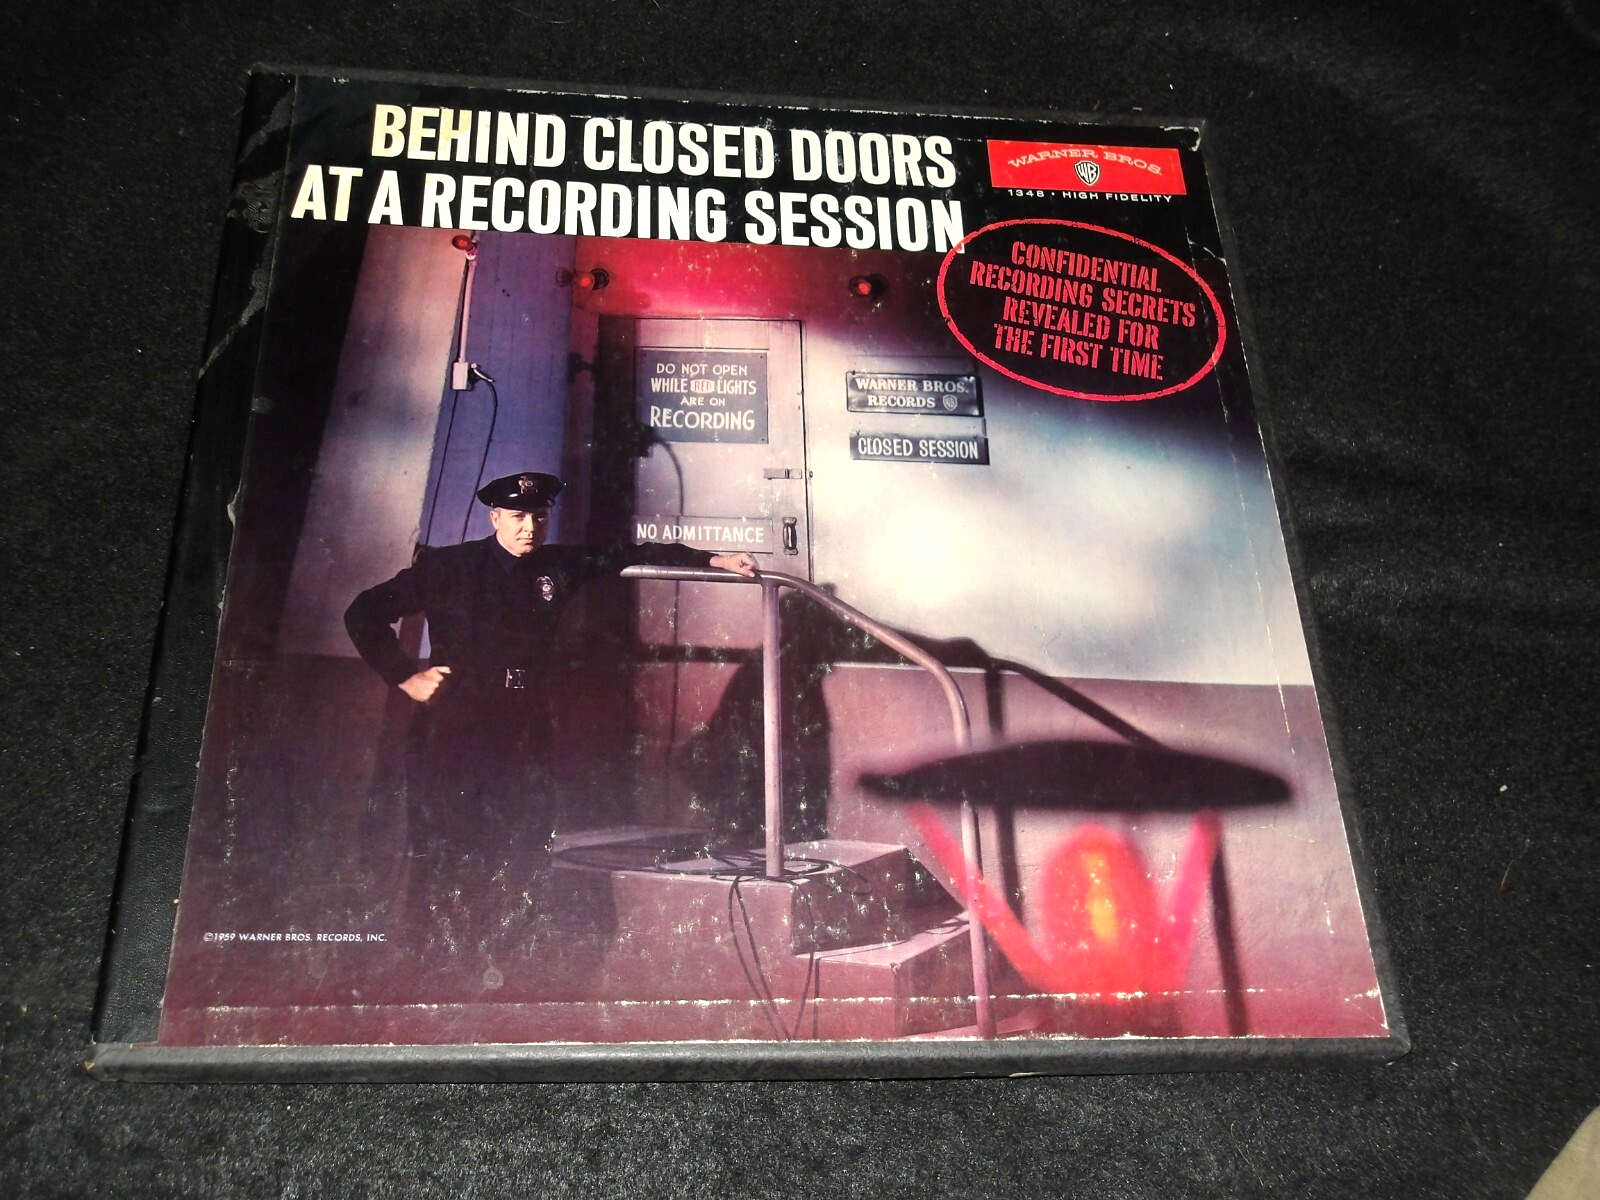 BEHIND CLOSED DOORS
AT A RECORDING SESSION
WARNER BROS.
WB
1348 • HIGH FIDELITY
CONFIDENTIAL
RECORDING SECRETS
REVEALED FOR
THE FIRST TIME
DO NOT OPEN
WHILE RED LIGHTS
ARE ON
RECORDING
WARNER BROS.
RECORDS
CLOSED SESSION
NO ADMITTANCE
©1959 WARNER BROS. RECORDS, INC.